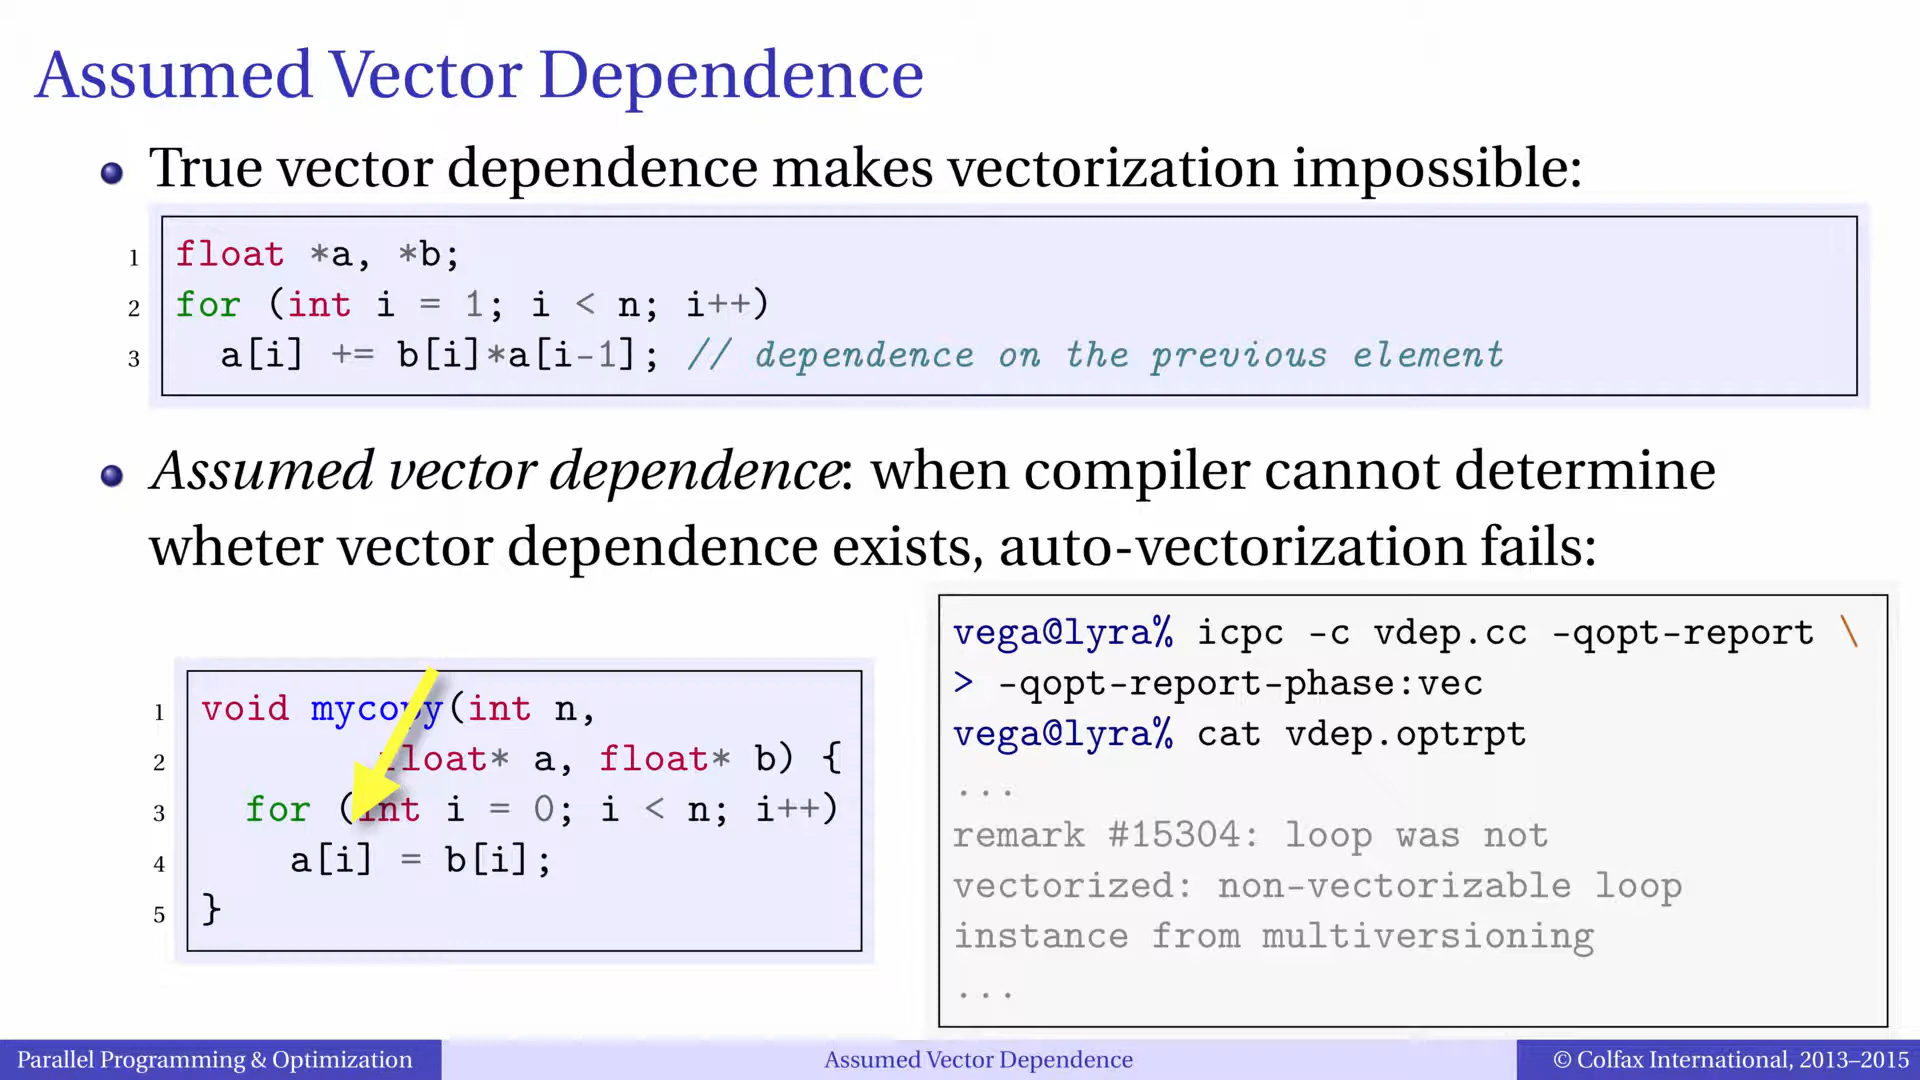 Assumed Vector Dependence
True vector dependence makes vectorization impossible:
1 float *a, *b;
2 for (int i = 1; i < n; i++)
3 a[i] += b[i]*a[i-1]; // dependence on the previous element
Assumed vector dependence: when compiler cannot determine
wheter vector dependence exists, auto-vectorization fails:
1 void mycopy(int n,
2 float* a, float* b) {
3 for (int i = 0; i < n; i++)
4 a[i] = b[i];
5 }
vega@lyra% icpc -c vdep.cc -qopt-report \
> -qopt-report-phase:vec
vega@lyra% cat vdep.optrpt
...
remark #15304: loop was not
vectorized: non-vectorizable loop
instance from multiversioning
...
Parallel Programming & Optimization
Assumed Vector Dependence
© Colfax International, 2013–2015